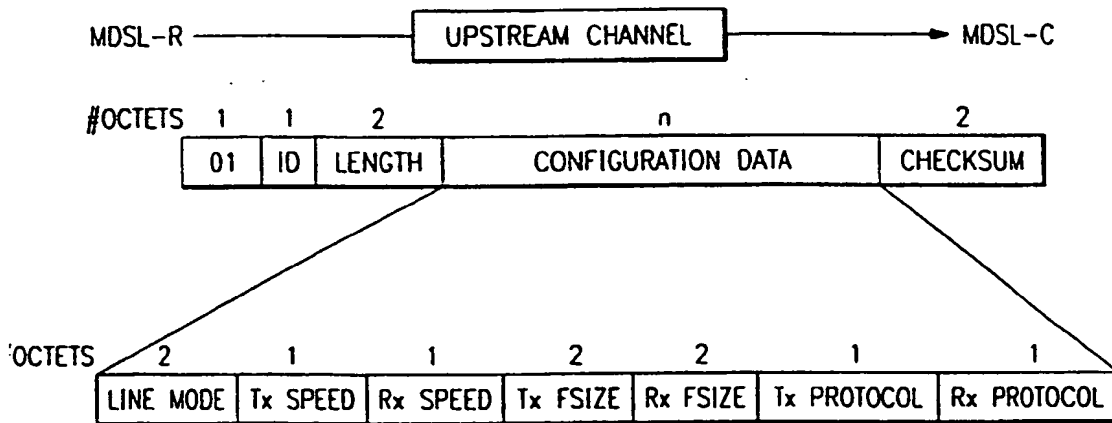 MDSL-R UPSTREAM CHANNEL MDSL-C
#OCTETS 1 1 2 n 2
01 ID LENGTH CONFIGURATION DATA CHECKSUM
OCTETS 2 1 1 2 2 1 1
LINE MODE Tx SPEED Rx SPEED Tx FSIZE Rx FSIZE Tx PROTOCOL Rx PROTOCOL